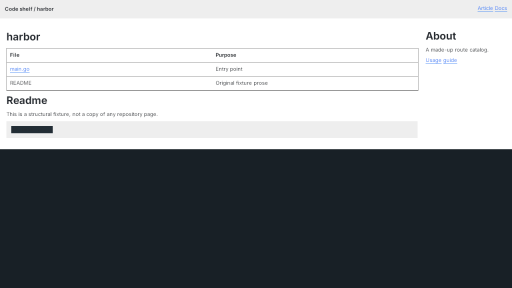 Code shelf / harbor
Article Docs
harbor
File Purpose
main.go Entry point
README Original fixture prose
Readme
This is a structural fixture, not a copy of any repository page.
About
A made-up route catalog.
Usage guide